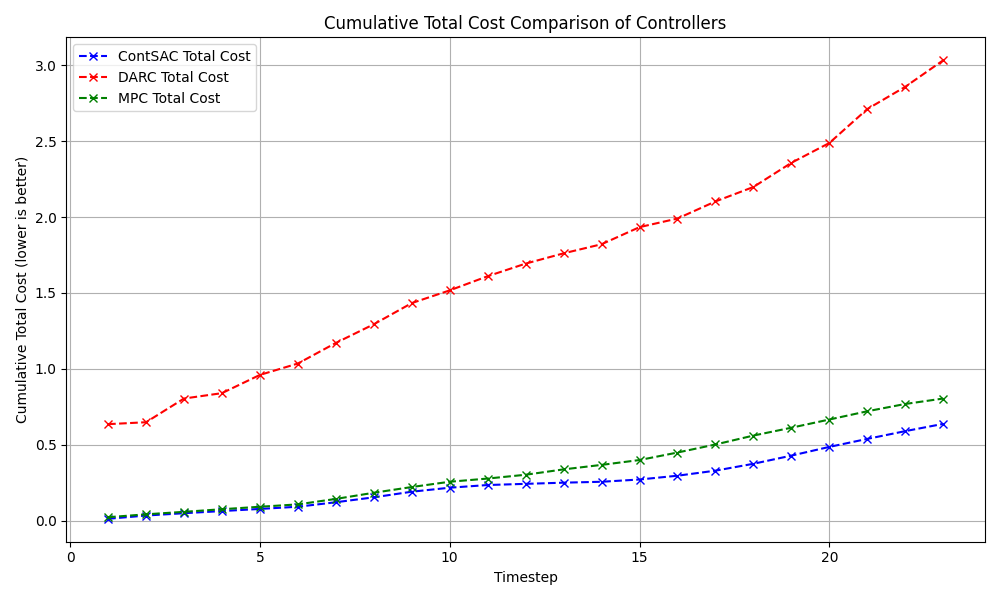 Cumulative Total Cost Comparison of Controllers
ContSAC Total Cost
DARC Total Cost
MPC Total Cost
Cumulative Total Cost (lower is better)
3.0
2.5
2.0
1.5
1.0
0.5
0.0
0 5 10 15 20
Timestep